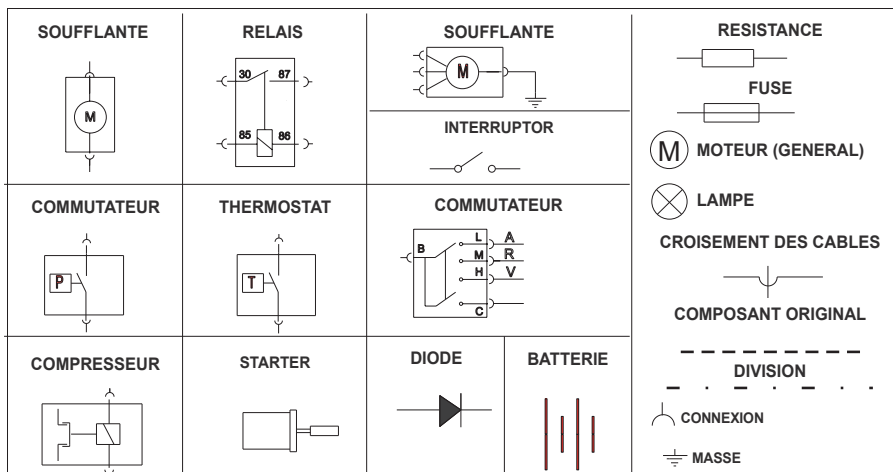 SOUFFLANTE
M
RELAIS
30 87
85 86
SOUFFLANTE
M
INTERRUPTOR
COMMUTATEUR
P
THERMOSTAT
T
COMMUTATEUR
B
L A
M R
H V
C
COMPRESSEUR
STARTER
DIODE
BATTERIE
RESISTANCE
FUSE
M MOTEUR (GENERAL)
LAMPE
CROISEMENT DES CABLES
COMPOSANT ORIGINAL
DIVISION
CONNEXION
MASSE